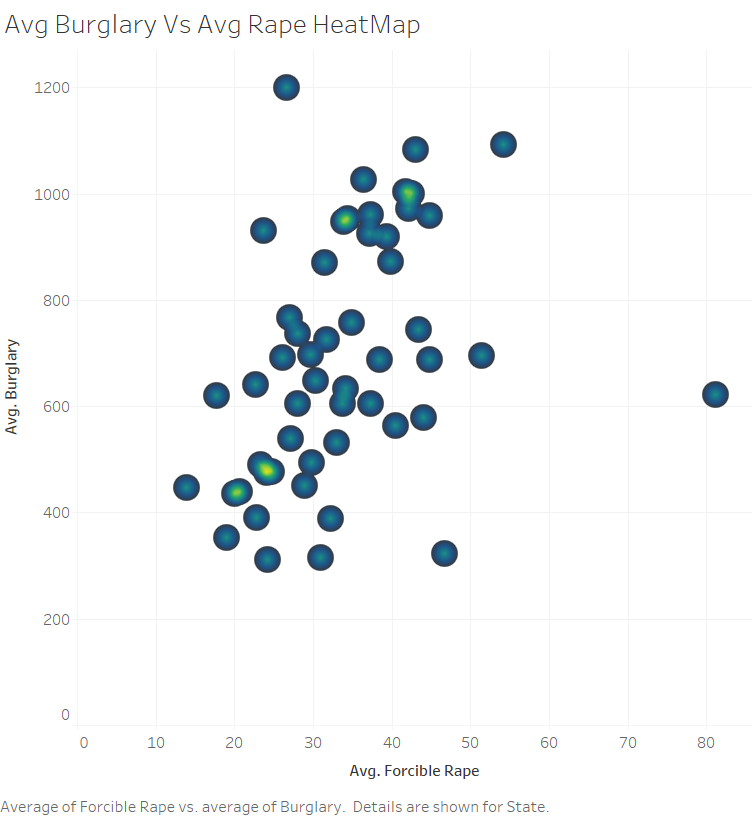 Avg Burglary Vs Avg Rape HeatMap
1200
1000
800
600
400
200
0
Avg. Burglary
0 10 20 30 40 50 60 70 80
Avg. Forcible Rape
Average of Forcible Rape vs. average of Burglary. Details are shown for State.